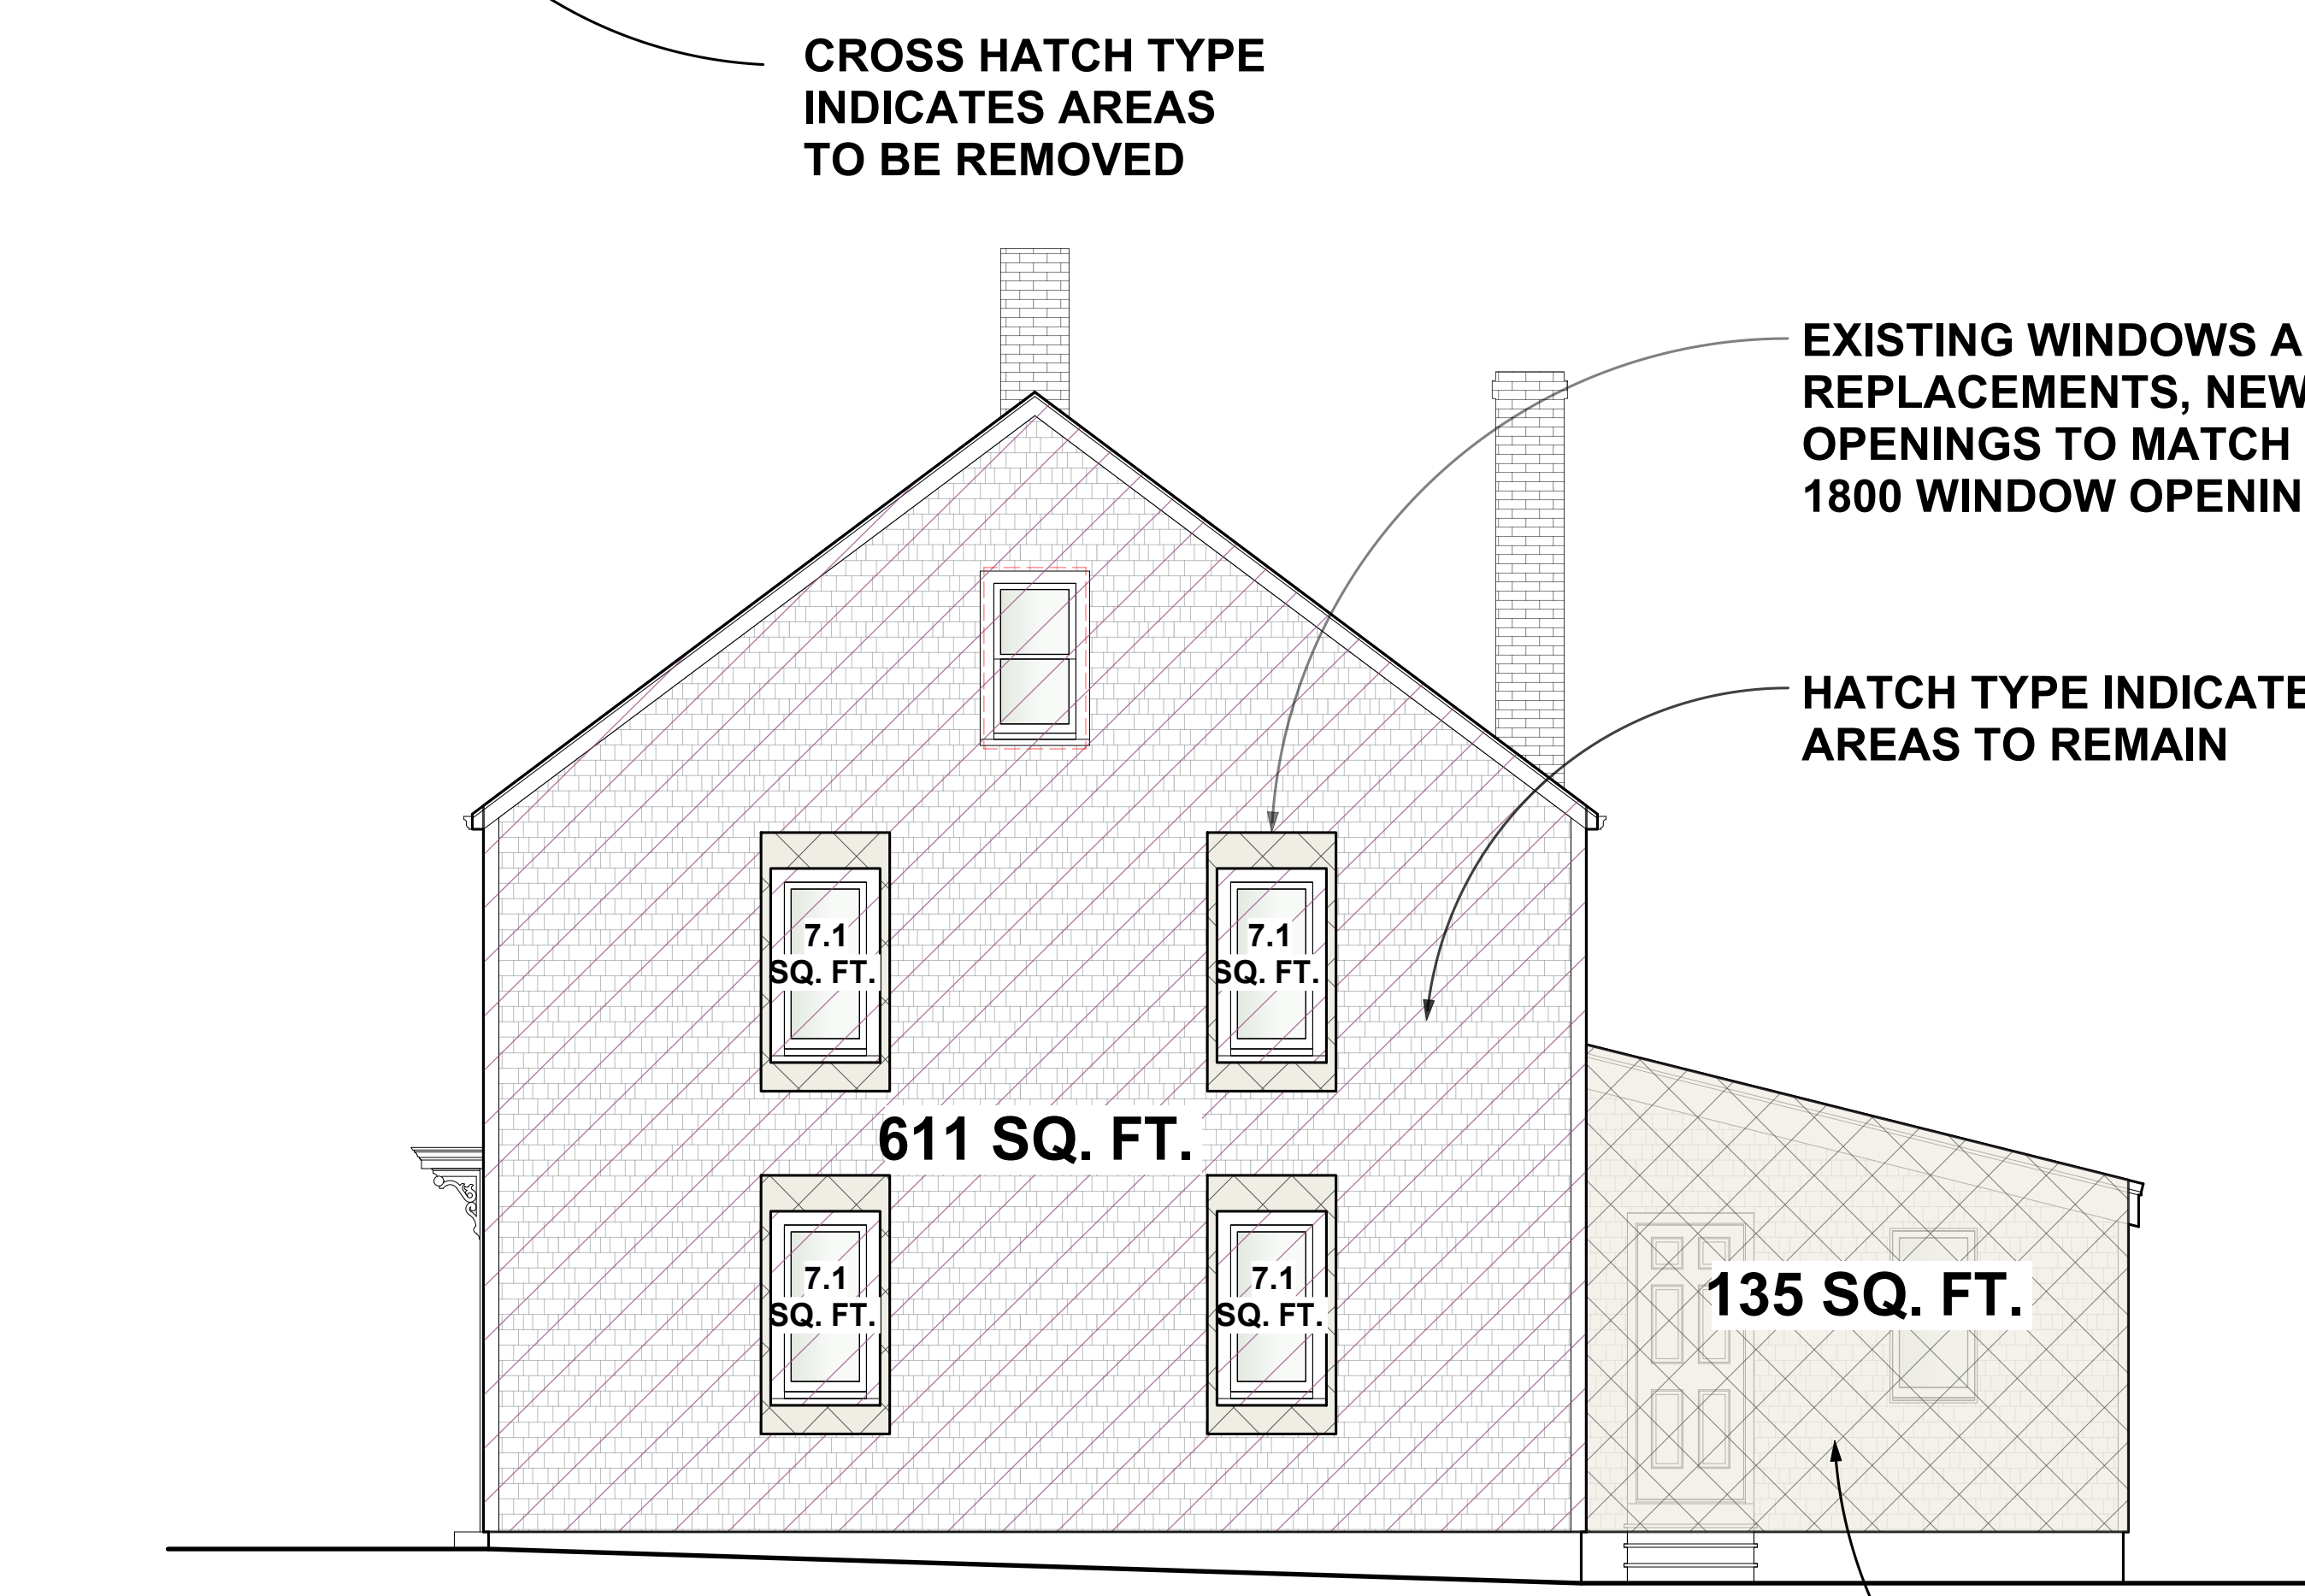 CROSS HATCH TYPE
INDICATES AREAS
TO BE REMOVED
EXISTING WINDOWS A
REPLACEMENTS, NEW
OPENINGS TO MATCH
1800 WINDOW OPENIN
HATCH TYPE INDICATE
AREAS TO REMAIN
7.1
SQ. FT.
7.1
SQ. FT.
611 SQ. FT.
7.1
SQ. FT.
7.1
SQ. FT.
135 SQ. FT.